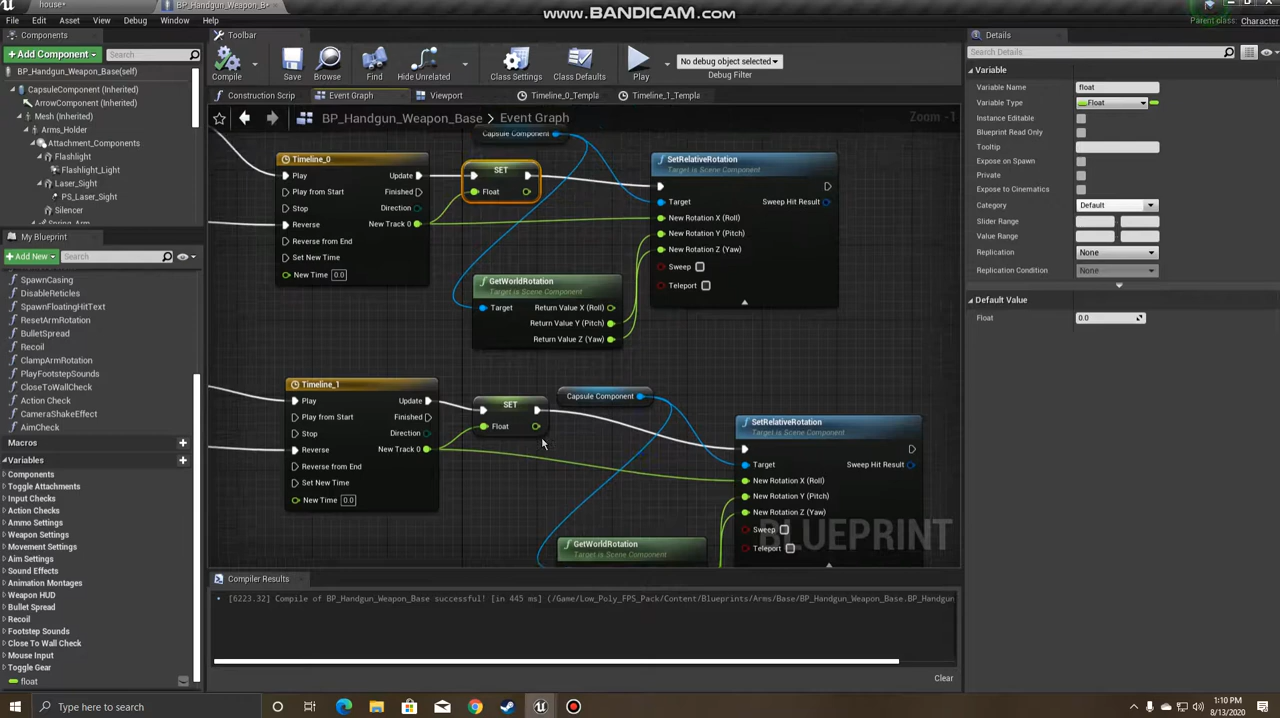 house*
BP_Handgun_Weapon_B*
www.BANDICAM.com
File Edit Asset View Debug Window Help
Parent class: Character
Components
Toolbar
Details
+ Add Component
Search
BP_Handgun_Weapon_Base(self)
CapsuleComponent (Inherited)
ArrowComponent (Inherited)
Mesh (Inherited)
Arms_Holder
Attachment_Components
Flashlight
Flashlight_Light
Laser_Sight
PS_Laser_Sight
Silencer
My Blueprint
+ Add New
Search
SpawnCasing
DisableReticles
SpawnFloatingHitText
ResetArmRotation
BulletSpread
Recoil
ClampArmRotation
PlayFootstepSounds
CloseToWallCheck
Action Check
CameraShakeEffect
AimCheck
Macros
Variables
Components
Toggle Attachments
Input Checks
Action Checks
Ammo Settings
Weapon Settings
Movement Settings
Aim Settings
Sound Effects
Animation Montages
Weapon HUD
Bullet Spread
Recoil
Footstep Sounds
Close To Wall Check
Mouse Input
Toggle Gear
float
Compile
Save
Browse
Find
Hide Unrelated
Class Settings
Class Defaults
Play
No debug object selected
Debug Filter
Construction Scrip
Event Graph
Viewport
Timeline_0_Templa
Timeline_1_Templa
BP_Handgun_Weapon_Base > Event Graph
Zoom -1
Capsule Component
Timeline_0
Play
Play from Start
Stop
Reverse
Reverse from End
Set New Time
New Time 0.0
Update
Finished
Direction
New Track 0
SET
Float
SetRelativeRotation
Target is Scene Component
Target
New Rotation X (Roll)
New Rotation Y (Pitch)
New Rotation Z (Yaw)
Sweep
Teleport
Sweep Hit Result
GetWorldRotation
Target is Scene Component
Target
Return Value X (Roll)
Return Value Y (Pitch)
Return Value Z (Yaw)
Timeline_1
Play
Play from Start
Stop
Reverse
Reverse from End
Set New Time
New Time 0.0
Update
Finished
Direction
New Track 0
SET
Float
Capsule Component
SetRelativeRotation
Target is Scene Component
Target
New Rotation X (Roll)
New Rotation Y (Pitch)
New Rotation Z (Yaw)
Sweep
Teleport
Sweep Hit Result
GetWorldRotation
Target is Scene Component
BLUEPRINT
Compiler Results
[6223.32] Compile of BP_Handgun_Weapon_Base successful! [in 445 ms] (/Game/Low_Poly_FPS_Pack/Content/Blueprints/Arms/Base/BP_Handgun_Weapon_Base.BP_Handgun
Clear
Search Details
Variable
Variable Name float
Variable Type Float
Instance Editable
Blueprint Read Only
Tooltip
Expose on Spawn
Private
Expose to Cinematics
Category Default
Slider Range
Value Range
Replication None
Replication Condition None
Default Value
Float 0.0
Type here to search
1:10 PM
8/13/2020